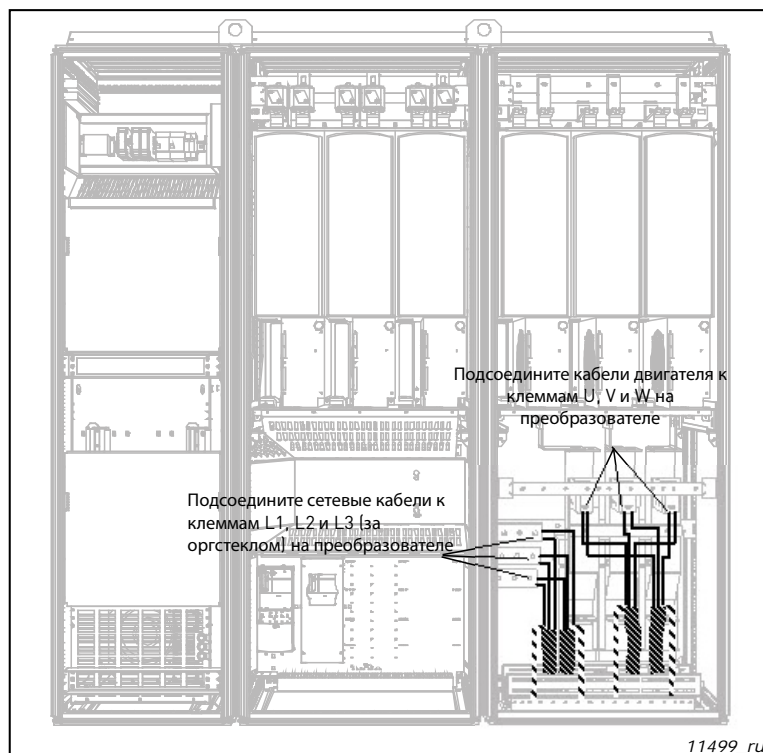 Подсоедините кабели двигателя к
клеммам U, V и W на
преобразователе
Подсоедините сетевые кабели к
клеммам L1, L2 и L3 (за
оргстеклом) на преобразователе
11499_ru